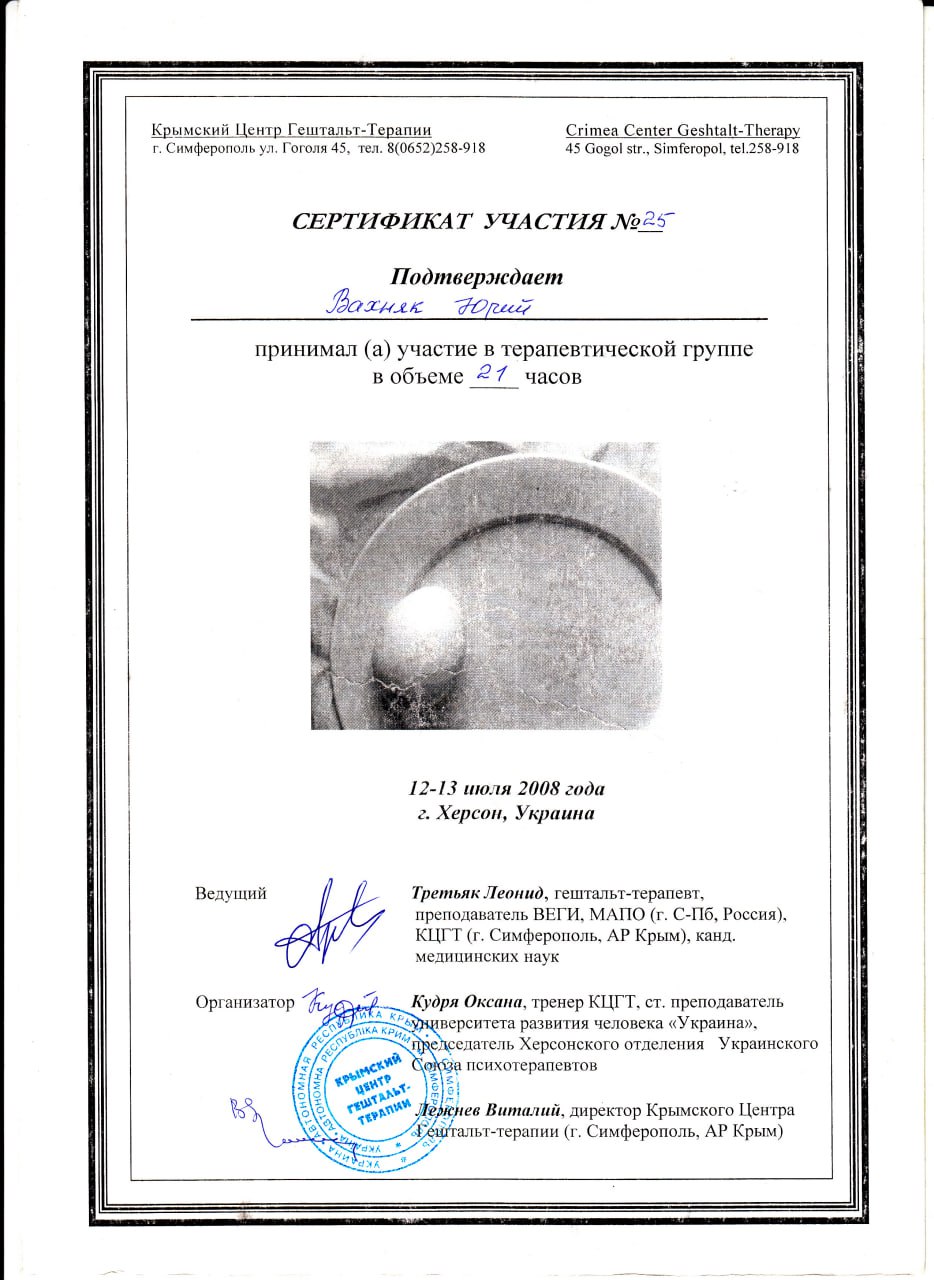 Крымский Центр Гештальт-Терапии
г. Симферополь ул. Гоголя 45, тел. 8(0652)258-918
Crimea Center Geshtalt-Therapy
45 Gogol str., Simferopol, tel.258-918
СЕРТИФИКАТ УЧАСТИЯ №25
Подтверждает
Вахняк Юрий
принимал (а) участие в терапевтической группе
в объеме 21 часов
12-13 июля 2008 года
г. Херсон, Украина
Ведущий
Третьяк Леонид, гештальт-терапевт,
преподаватель ВЕГИ, МАПО (г. С-Пб, Россия),
КЦГТ (г. Симферополь, АР Крым), канд.
медицинских наук
Организатор
Кудря Оксана, тренер КЦГТ, ст. преподаватель
университета развития человека «Украина»,
председатель Херсонского отделения Украинского
Союза психотерапевтов
Лежнев Виталий, директор Крымского Центра
Гештальт-терапии (г. Симферополь, АР Крым)
КРЫМСКИЙ
ЦЕНТР
ГЕШТАЛЬТ-
ТЕРАПИИ
УКРАИНА АВТОНОМНАЯ РЕСПУБЛИКА КРЫМ
УКРАЇНА АВТОНОМНА РЕСПУБЛІКА КРИМ